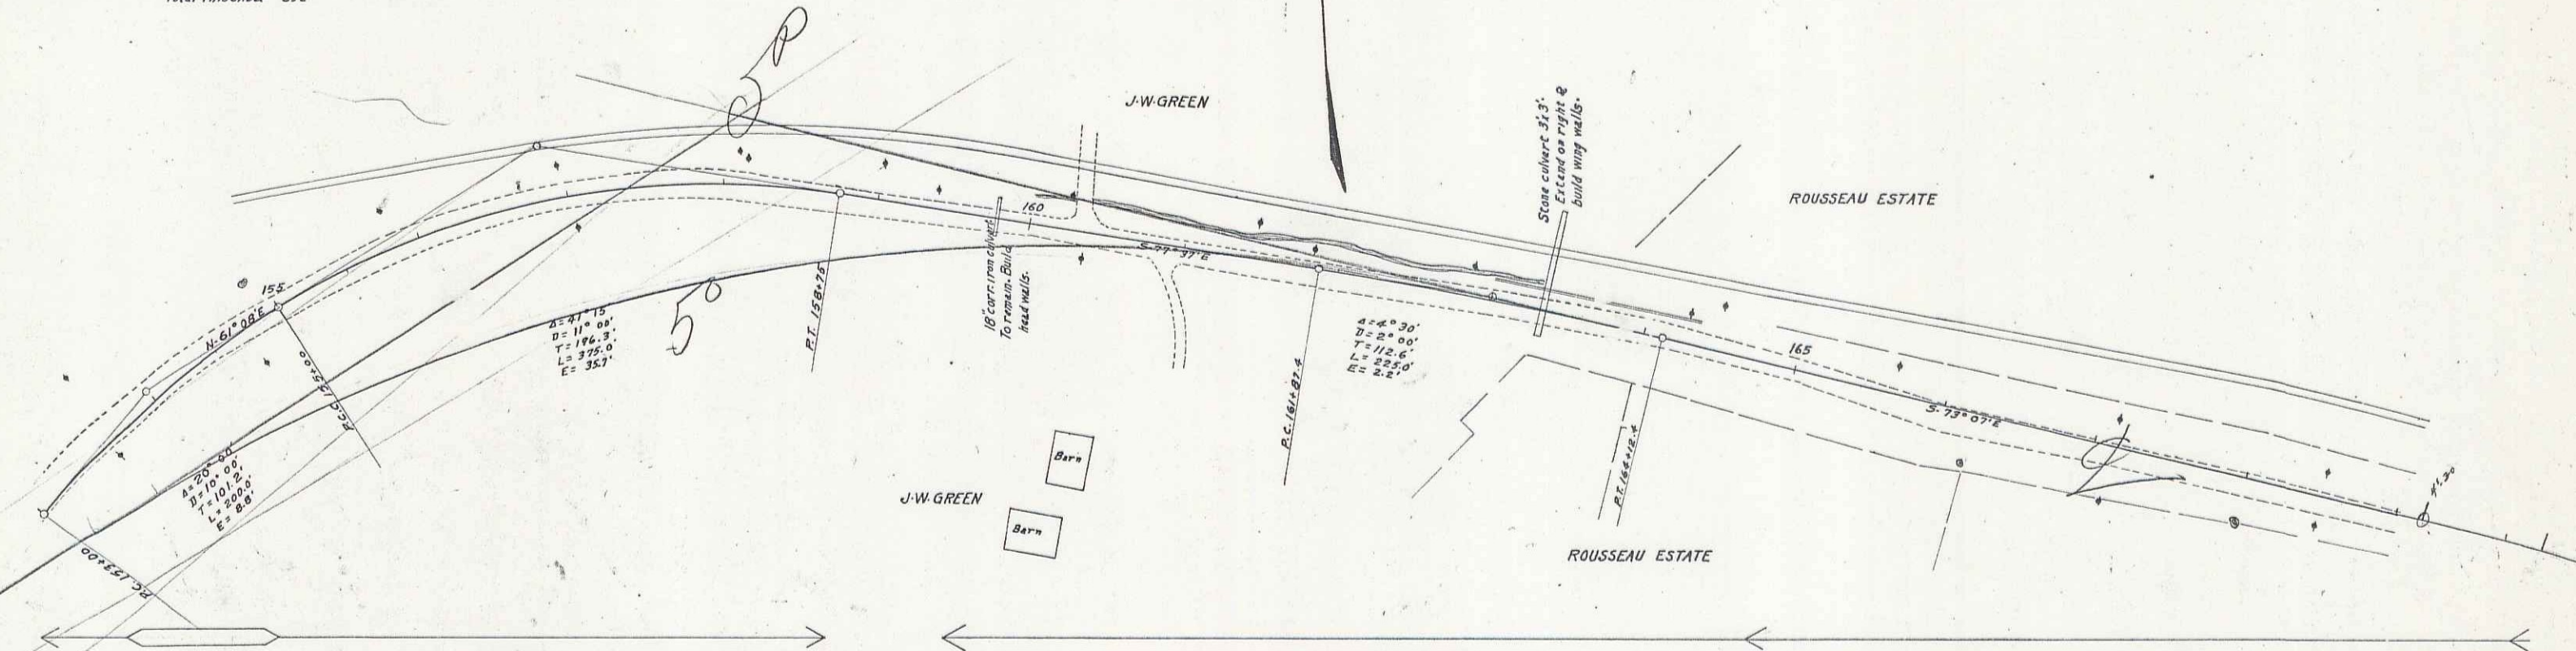 J.W.GREEN
Stone culvert 3'x3'.
Extend on right &
build wing walls.
ROUSSEAU ESTATE
160
18" corr. iron culvert.
To remain. Build
head walls.
S-77°37'E
155
N-61°08'E
P.C.C. 155+00
Δ=41°15'
D=11°00'
T=196.3'
L=375.0'
E=35.7'
5°
P.T. 158+75
P.C. 161+87.4
Δ=4°30'
D=2°00'
T=112.6'
L=225.0'
E=2.2'
165
S-73°07'E
P.T. 164+12.4
Δ=20°00'
D=10°00'
T=101.2'
L=200.0'
E=8.8'
P.C. 153+00
Barn
J.W.GREEN
Barn
ROUSSEAU ESTATE